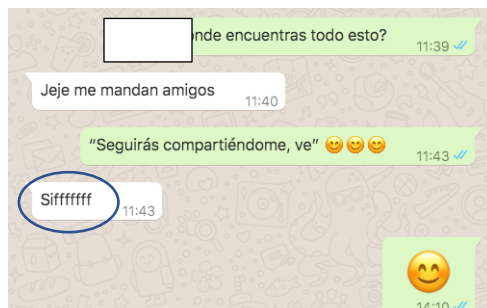 encuentras todo esto?
11:39
Jeje me mandan amigos
11:40
“Seguirás compartiéndome, ve” 😊😊😊
11:43
Sifffffff
11:43
😊
14:10